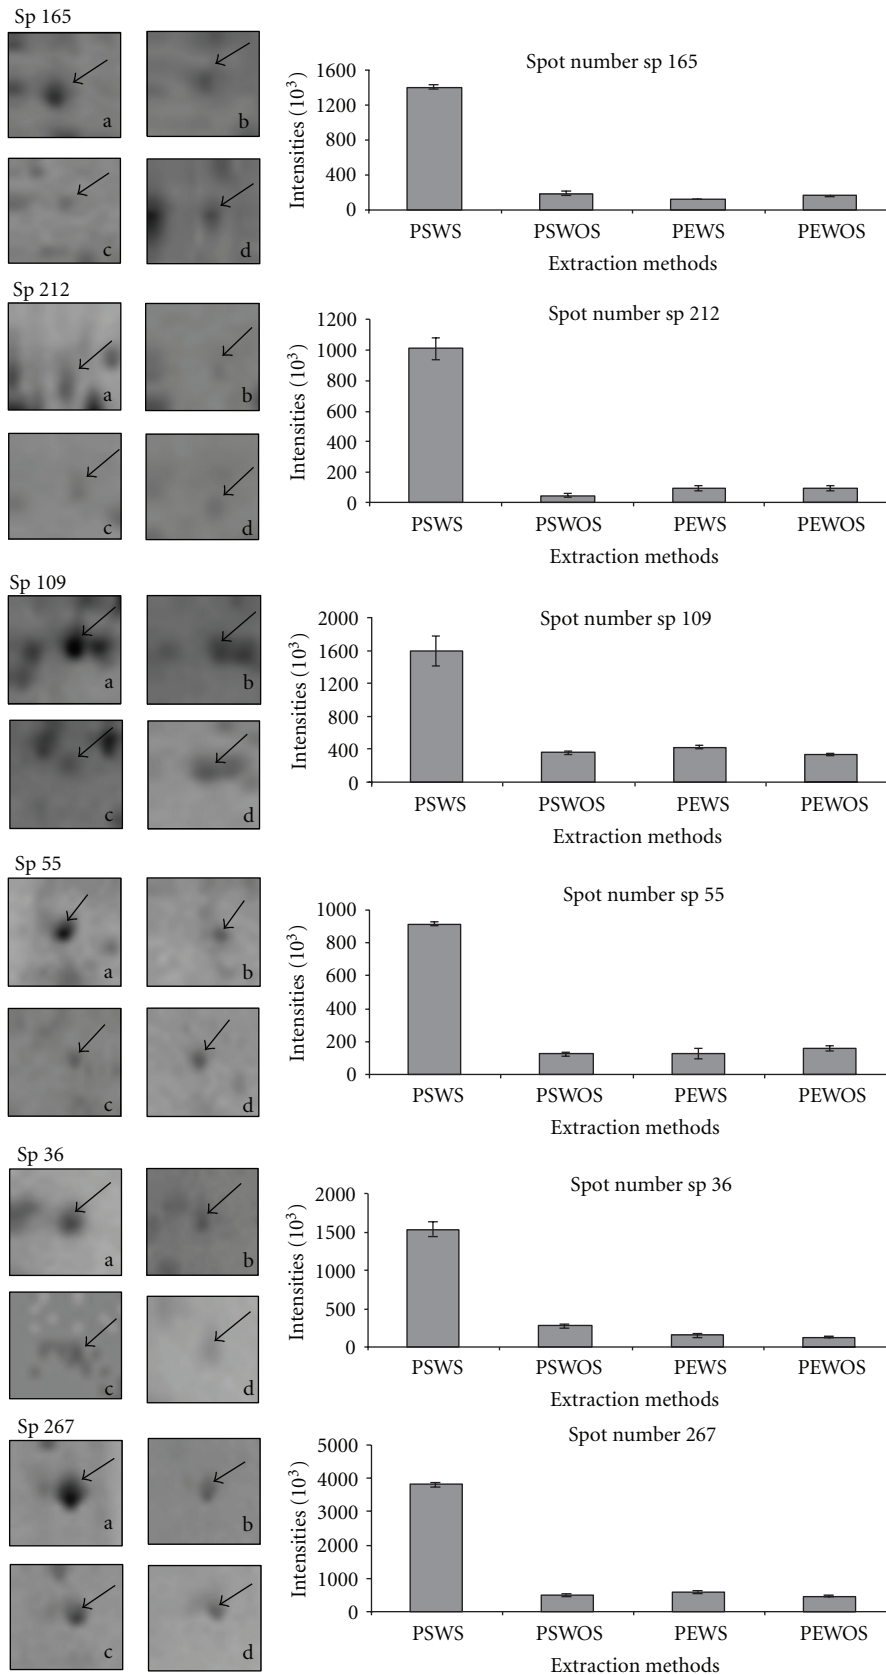 Sp 165
a
b
c
d
Spot number sp 165
Intensities (10³)
1600
1200
800
400
0
PSWS PSWOS PEWS PEWOS
Extraction methods
Sp 212
a
b
c
d
Spot number sp 212
Intensities (10³)
1200
1000
800
600
400
200
0
PSWS PSWOS PEWS PEWOS
Extraction methods
Sp 109
a
b
c
d
Spot number sp 109
Intensities (10³)
2000
1600
1200
800
400
0
PSWS PSWOS PEWS PEWOS
Extraction methods
Sp 55
a
b
c
d
Spot number sp 55
Intensities (10³)
1000
800
600
400
200
0
PSWS PSWOS PEWS PEWOS
Extraction methods
Sp 36
a
b
c
d
Spot number sp 36
Intensities (10³)
2000
1500
1000
500
0
PSWS PSWOS PEWS PEWOS
Extraction methods
Sp 267
a
b
c
d
Spot number 267
Intensities (10³)
5000
4000
3000
2000
1000
0
PSWS PSWOS PEWS PEWOS
Extraction methods